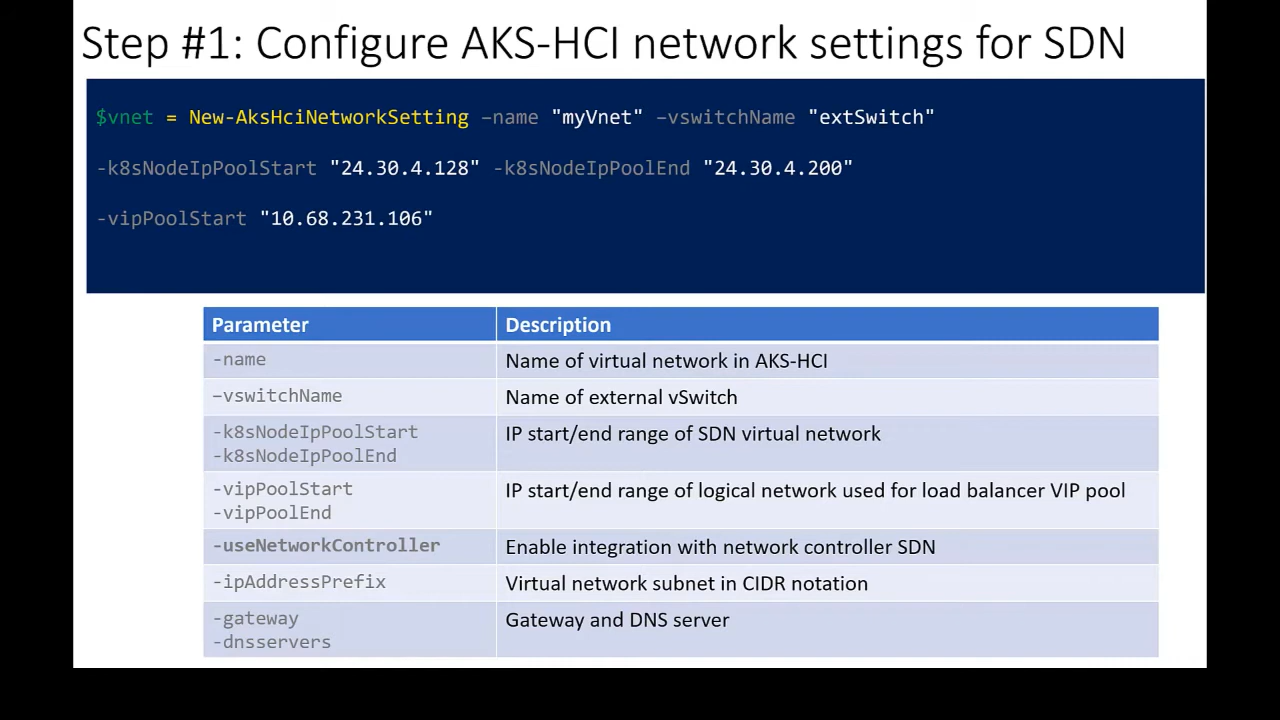 Step #1: Configure AKS-HCI network settings for SDN
$vnet = New-AksHciNetworkSetting –name "myVnet" –vswitchName "extSwitch"
-k8sNodeIpPoolStart "24.30.4.128" -k8sNodeIpPoolEnd "24.30.4.200"
-vipPoolStart "10.68.231.106"
Parameter Description
-name Name of virtual network in AKS-HCI
–vswitchName Name of external vSwitch
-k8sNodeIpPoolStart IP start/end range of SDN virtual network
-k8sNodeIpPoolEnd
-vipPoolStart IP start/end range of logical network used for load balancer VIP pool
-vipPoolEnd
-useNetworkController Enable integration with network controller SDN
-ipAddressPrefix Virtual network subnet in CIDR notation
-gateway Gateway and DNS server
-dnsservers